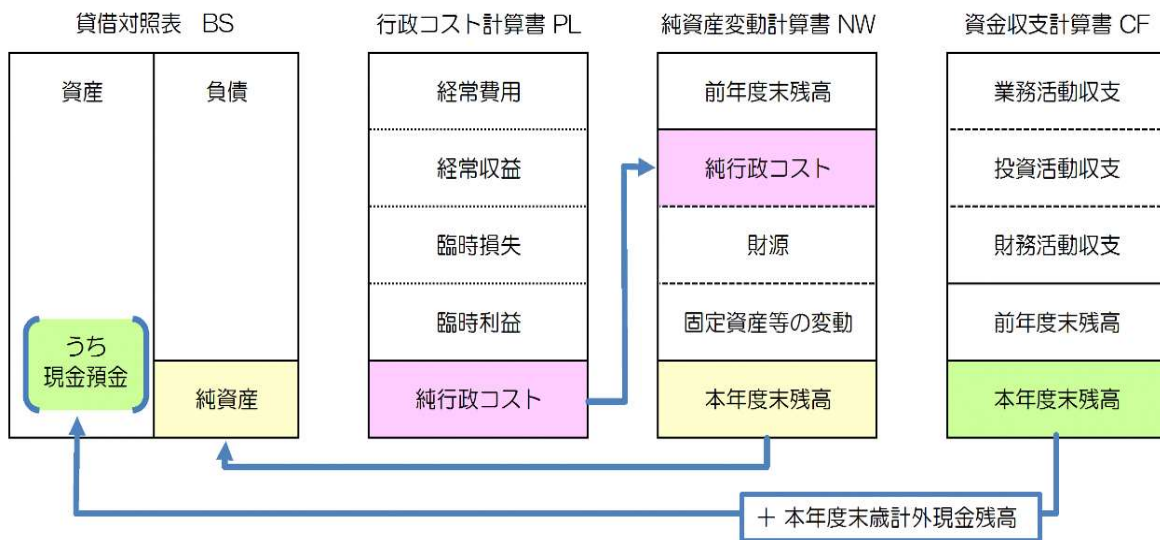 貸借対照表 BS
資産
負債
うち
現金預金
純資産
行政コスト計算書 PL
経常費用
経常収益
臨時損失
臨時利益
純行政コスト
純資産変動計算書 NW
前年度末残高
純行政コスト
財源
固定資産等の変動
本年度末残高
資金収支計算書 CF
業務活動収支
投資活動収支
財務活動収支
前年度末残高
本年度末残高
＋ 本年度末歳計外現金残高